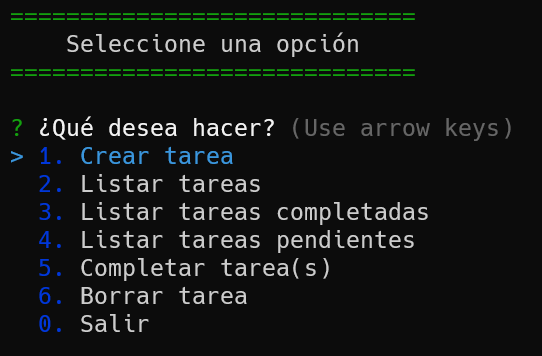 =============================
Seleccione una opción
=============================
? ¿Qué desea hacer? (Use arrow keys)
> 1. Crear tarea
2. Listar tareas
3. Listar tareas completadas
4. Listar tareas pendientes
5. Completar tarea(s)
6. Borrar tarea
0. Salir